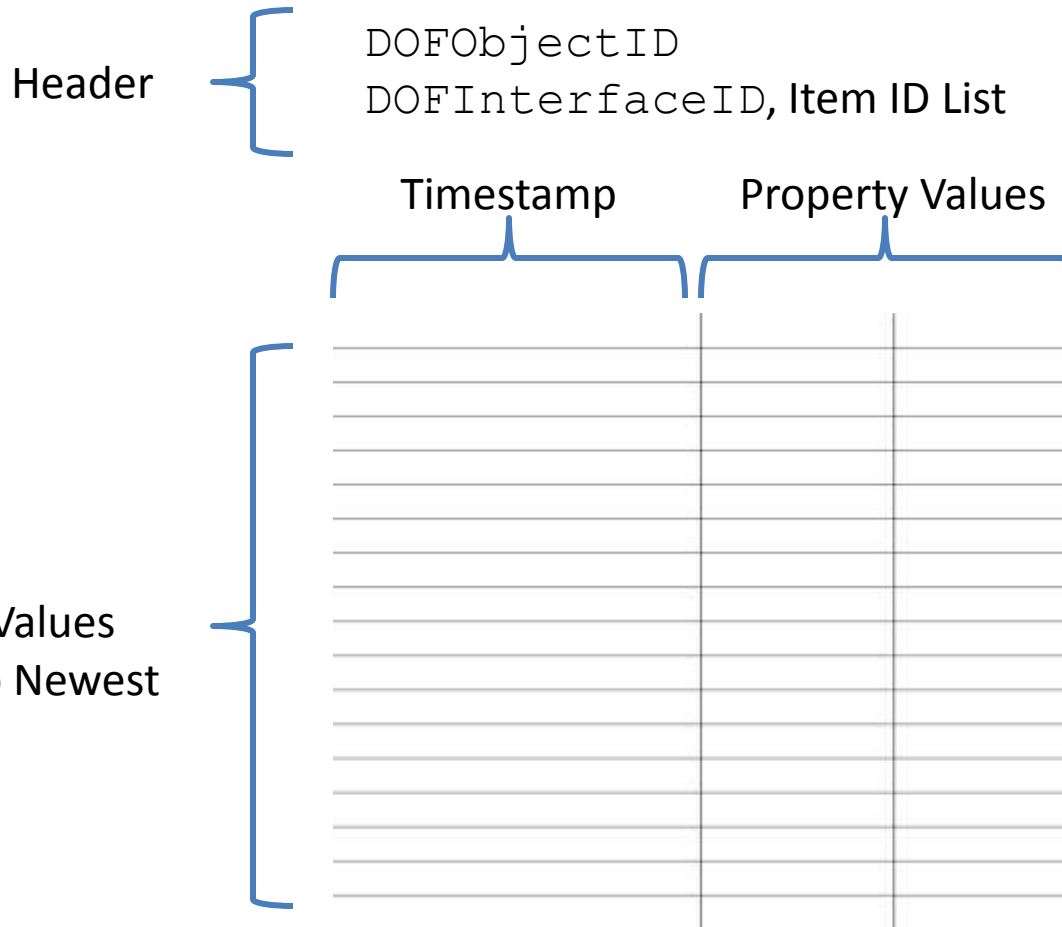 Header
DOFObjectID
DOFInterfaceID, Item ID List
Timestamp
Property Values
Values
Newest